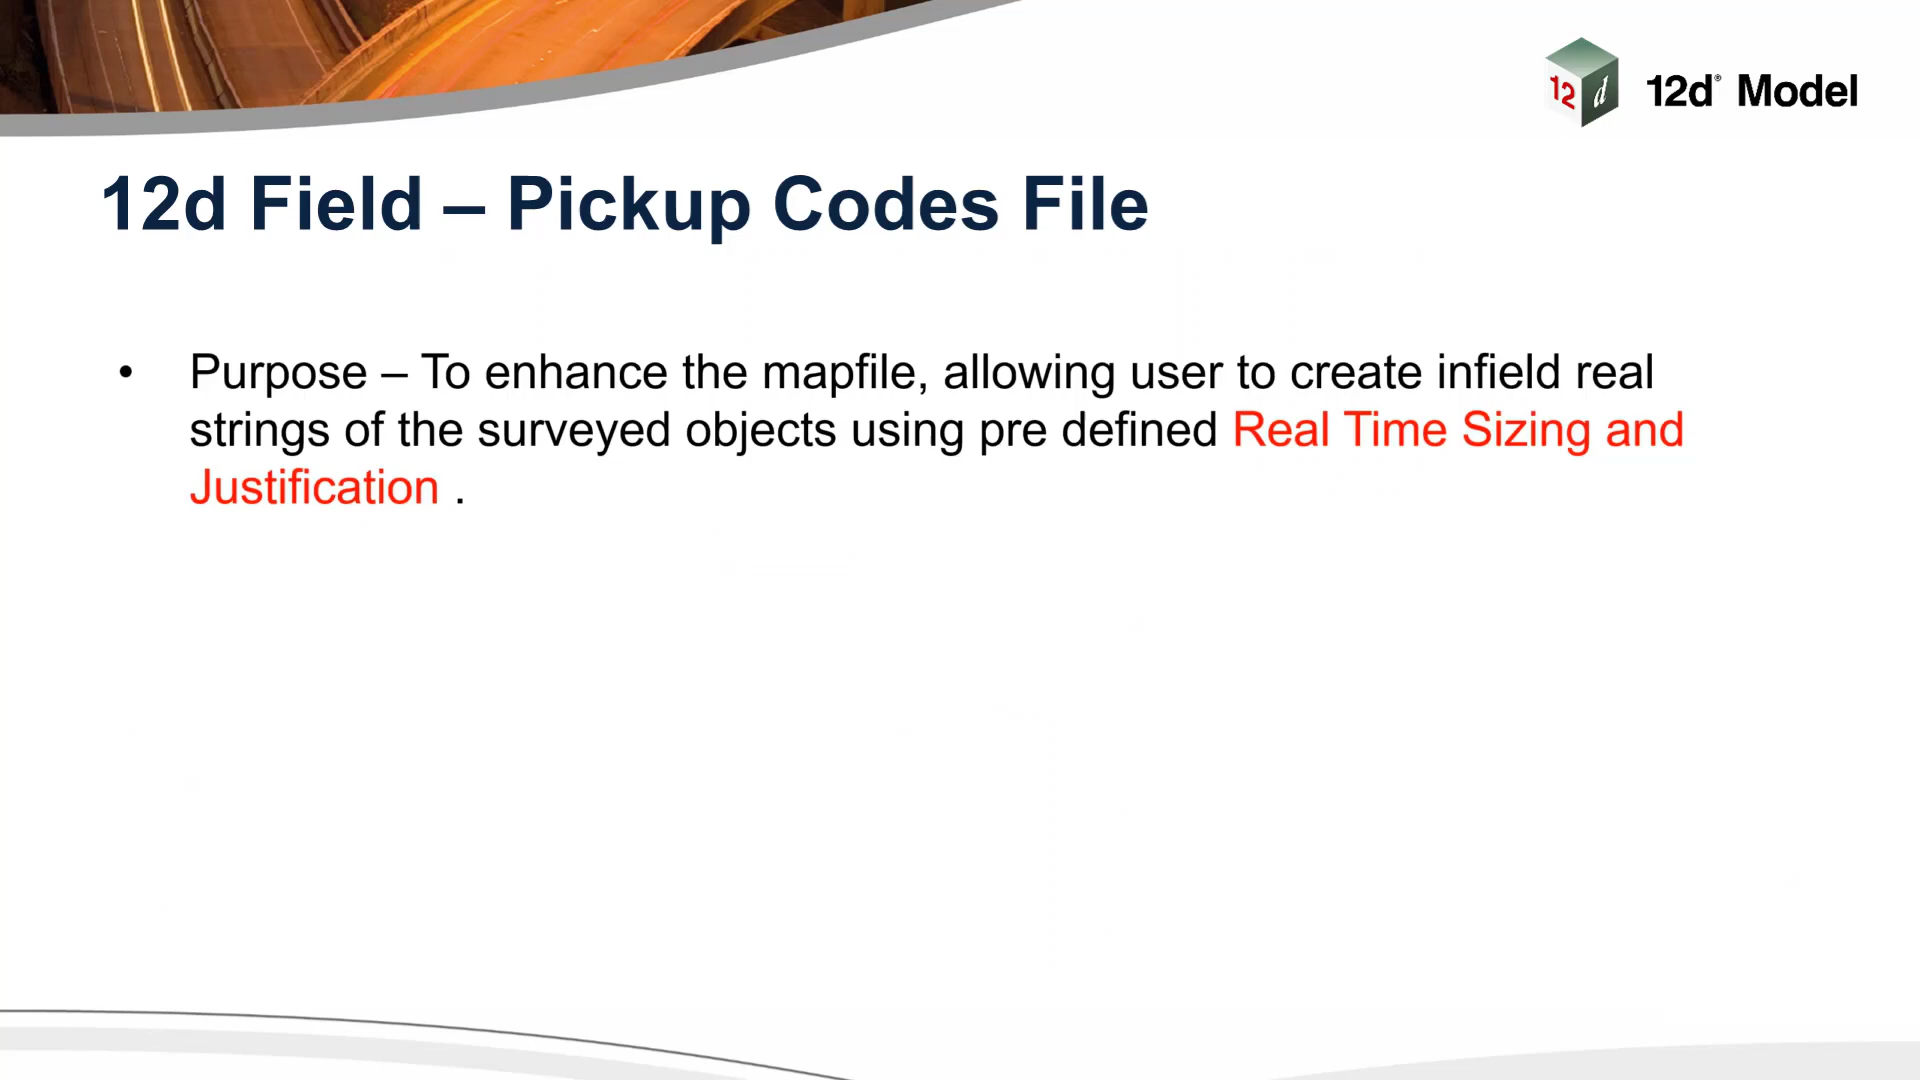 12d
12d® Model
12d Field – Pickup Codes File
• Purpose – To enhance the mapfile, allowing user to create infield real
strings of the surveyed objects using pre defined Real Time Sizing and
Justification .